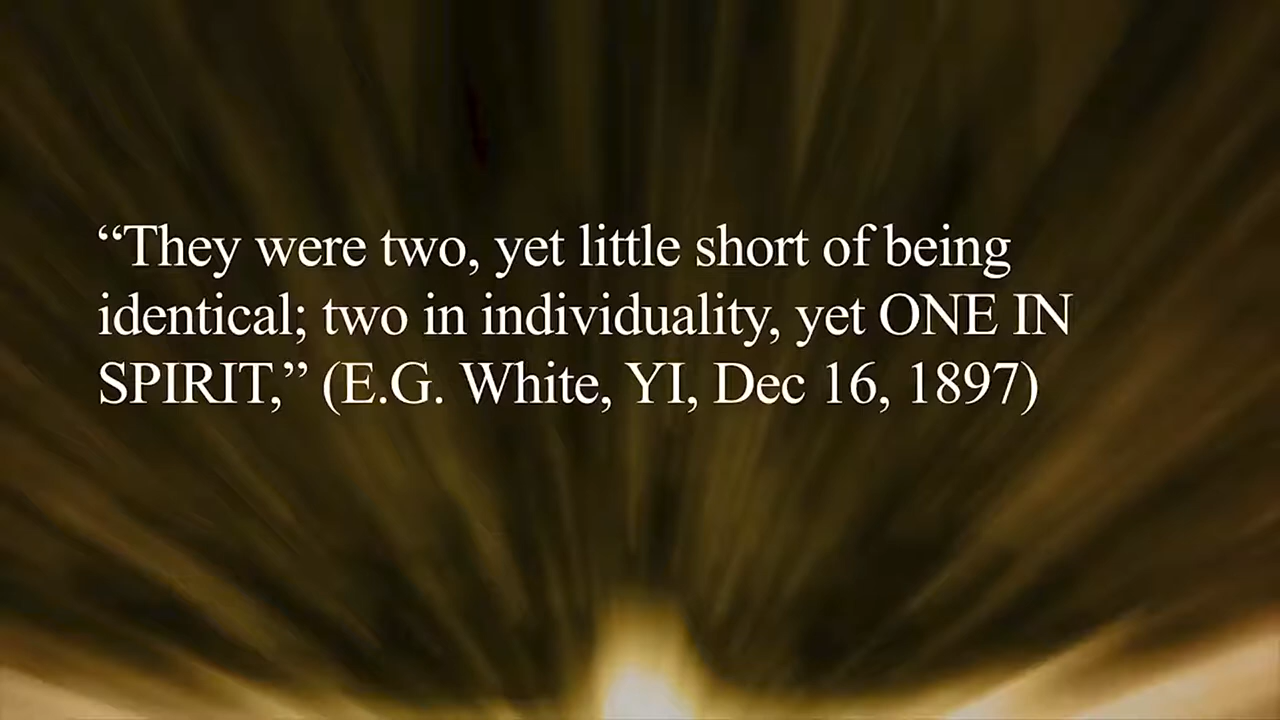 “They were two, yet little short of being
identical; two in individuality, yet ONE IN
SPIRIT,” (E.G. White, YI, Dec 16, 1897)